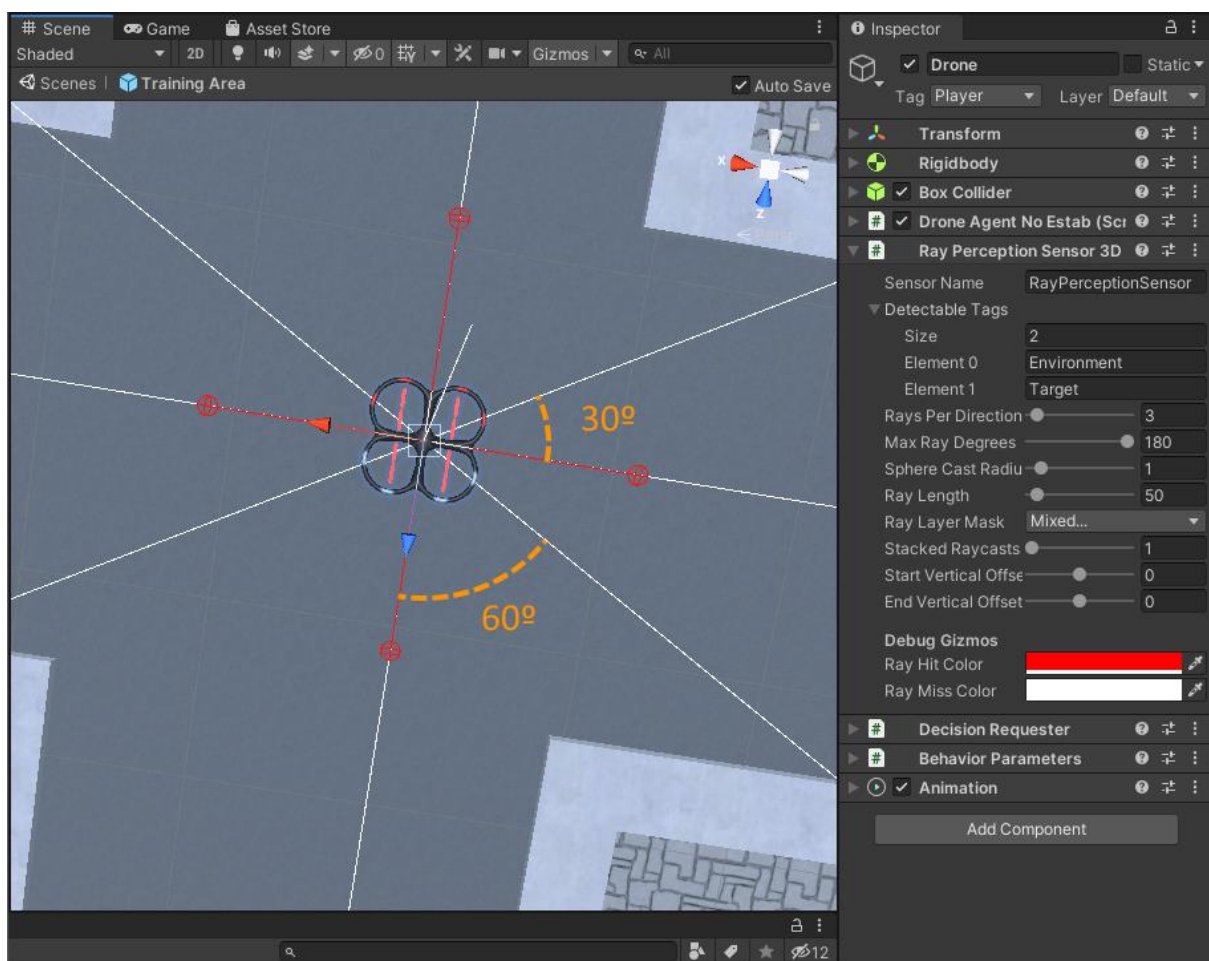 Scene Game Asset Store
Shaded 2D 0 Gizmos All
Scenes Training Area Auto Save
x
z
30º
60º
12
Inspector
Drone Static
Tag Player Layer Default
Transform
Rigidbody
Box Collider
# Drone Agent No Estab (Scr
# Ray Perception Sensor 3D
Sensor Name RayPerceptionSensor
Detectable Tags
Size 2
Element 0 Environment
Element 1 Target
Rays Per Direction 3
Max Ray Degrees 180
Sphere Cast Radiu 1
Ray Length 50
Ray Layer Mask Mixed...
Stacked Raycasts 1
Start Vertical Offse 0
End Vertical Offset 0
Debug Gizmos
Ray Hit Color
Ray Miss Color
# Decision Requester
# Behavior Parameters
Animation
Add Component